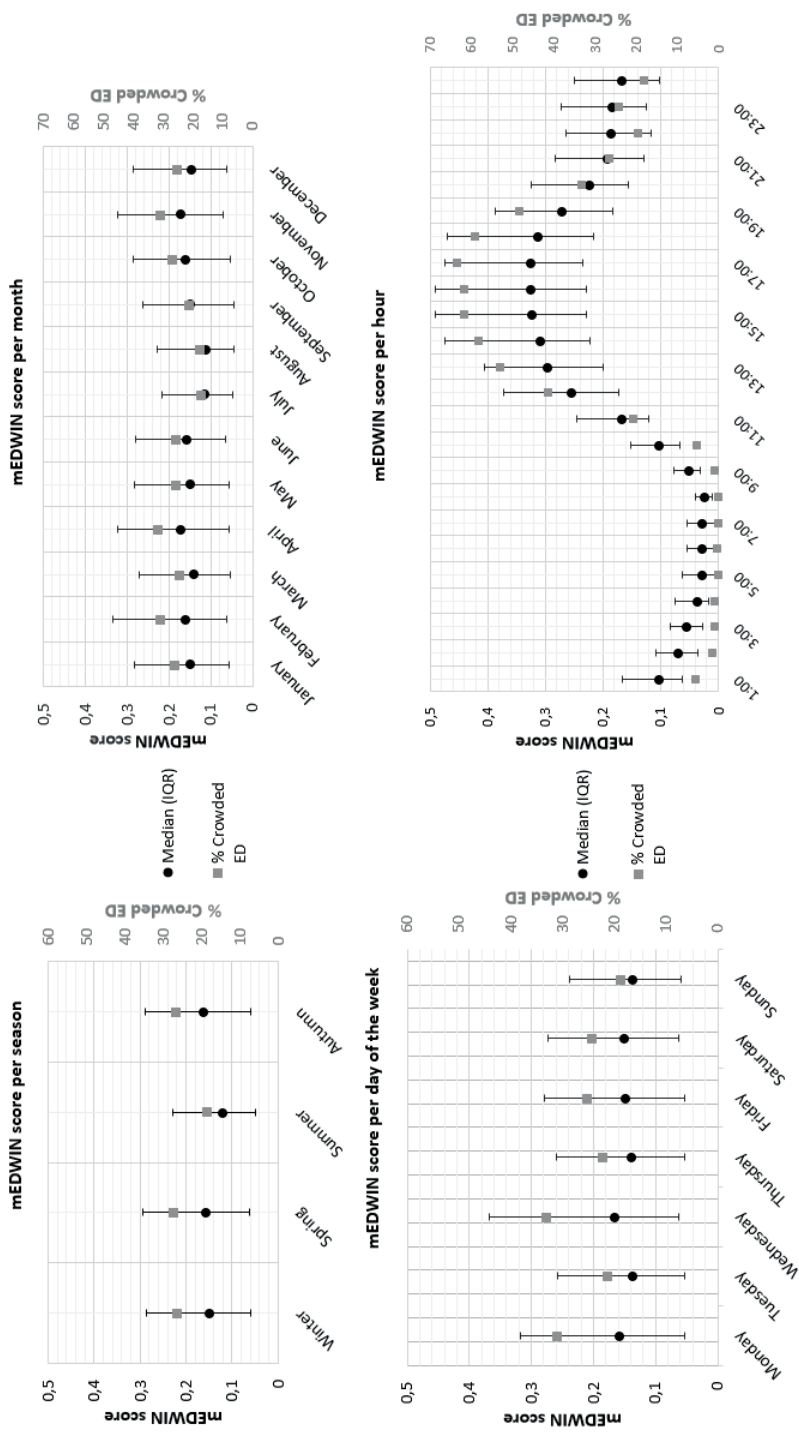 mEDWIN score per season
mEDWIN score
0,5
0,4
0,3
0,2
0,1
0
% Crowded ED
60
50
40
30
20
10
0
Winter
Spring
Summer
Autumn
Median (IQR)
% Crowded
ED
mEDWIN score per month
mEDWIN score
0,5
0,4
0,3
0,2
0,1
0
% Crowded ED
70
60
50
40
30
20
10
0
January
February
March
April
May
June
July
August
September
October
November
December
mEDWIN score per day of the week
mEDWIN score
0,5
0,4
0,3
0,2
0,1
0
% Crowded ED
60
50
40
30
20
10
0
Monday
Tuesday
Wednesday
Thursday
Friday
Saturday
Sunday
Median (IQR)
% Crowded
ED
mEDWIN score per hour
mEDWIN score
0,5
0,4
0,3
0,2
0,1
0
% Crowded ED
70
60
50
40
30
20
10
0
1:00
3:00
5:00
7:00
9:00
11:00
13:00
15:00
17:00
19:00
21:00
23:00